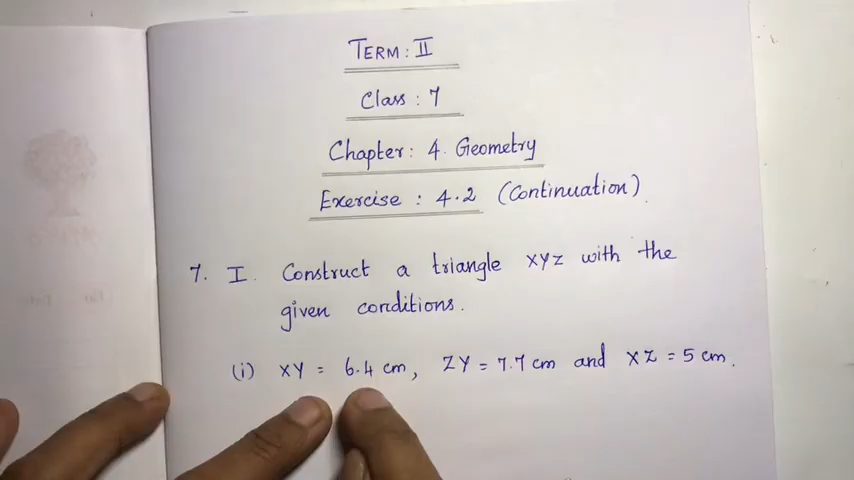 TERM : II
Class : 7
Chapter : 4. Geometry
Exercise : 4.2 (Continuation).
7. I. Construct a triangle XYZ with the
given conditions.
(i) XY = 6.4 cm, ZY = 7.7 cm and XZ = 5 cm.